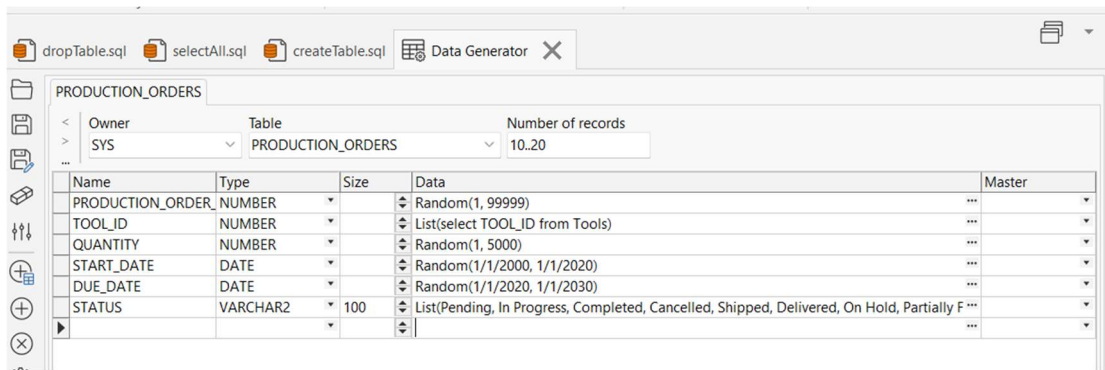 dropTable.sql selectAll.sql createTable.sql Data Generator
PRODUCTION_ORDERS
< Owner Table Number of records
> SYS PRODUCTION_ORDERS 10..20
...
Name Type Size Data Master
PRODUCTION_ORDER_ NUMBER Random(1, 99999) ...
TOOL_ID NUMBER List(select TOOL_ID from Tools) ...
QUANTITY NUMBER Random(1, 5000) ...
START_DATE DATE Random(1/1/2000, 1/1/2020) ...
DUE_DATE DATE Random(1/1/2020, 1/1/2030) ...
STATUS VARCHAR2 100 List(Pending, In Progress, Completed, Cancelled, Shipped, Delivered, On Hold, Partially F ...
...